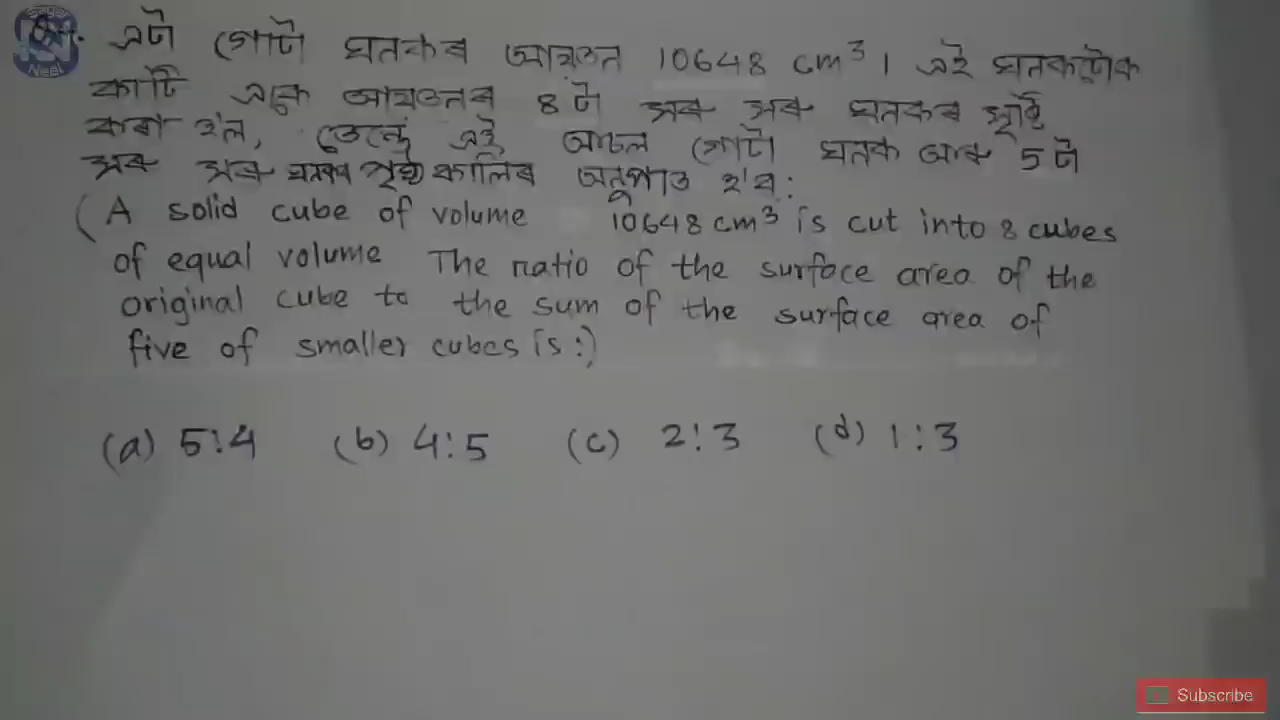 Q4. এটা গোটা ঘনকৰ আয়তন 10648 cm³। এই ঘনকটোক
কাটি একে আয়তনৰ 8 টা সৰু সৰু ঘনকৰ সৃষ্টি
কৰা হ'ল, তেন্তে এই আচল গোটা ঘনক আৰু 5 টা
সৰু সৰু ঘনকৰ পৃষ্ঠ কালিৰ অনুপাত হ'ব:
(A solid cube of volume 10648 cm³ is cut into 8 cubes
of equal volume The ratio of the surface area of the
original cube to the sum of the surface area of
five of smaller cubes is:)
(a) 5:4 (b) 4:5 (c) 2:3 (d) 1:3
Subscribe